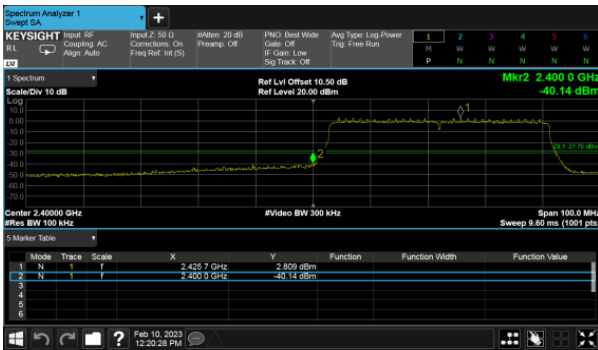 Spectrum Analyzer 1
Swept SA
+
KEYSIGHT Input: RF Input Z: 50 Ω #Atten: 20 dB PNO: Best Wide Avg Type: Log-Power 1 2 3 4 5 6
RL Coupling: AC Corrections: On Preamp: Off Gate: Off Trig: Free Run M W W W W W
Align: Auto Freq Ref: Int (S) IF Gain: Low P N N N N N
Sig Track: Off
LXI
1 Spectrum Ref Lvl Offset 10.50 dB Mkr2 2.400 0 GHz
Scale/Div 10 dB Ref Level 20.00 dBm -40.14 dBm
Log
10.0
0.00
-10.0
-20.0
-30.0
-40.0
-50.0
-60.0
-70.0
1
2
DL1 -27.70 dBm
Center 2.40000 GHz #Video BW 300 kHz Span 100.0 MHz
#Res BW 100 kHz Sweep 9.60 ms (1001 pts)
5 Marker Table
Mode Trace Scale X Y Function Function Width Function Value
1 N 1 f 2.425 7 GHz 2.809 dBm
2 N 1 f 2.400 0 GHz -40.14 dBm
3
4
5
6
? Feb 10, 2023
12:20:28 PM